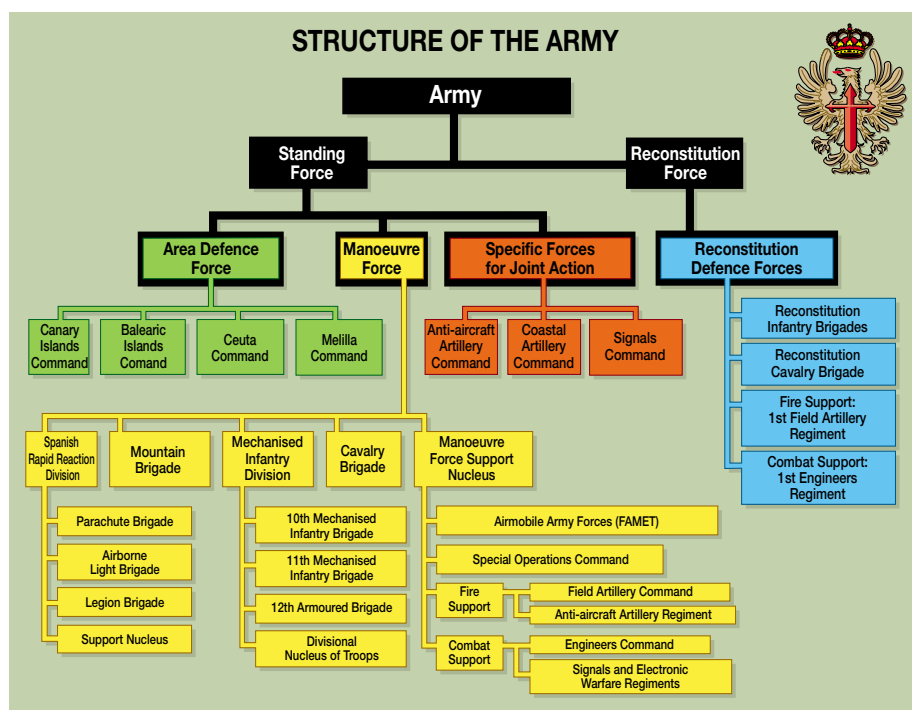 STRUCTURE OF THE ARMY
Army
Standing
Force
Reconstitution
Force
Area Defence
Force
Manoeuvre
Force
Specific Forces
for Joint Action
Reconstitution
Defence Forces
Canary
Islands
Command
Balearic
Islands
Comand
Ceuta
Command
Melilla
Command
Anti-aircraft
Artillery
Command
Coastal
Artillery
Command
Signals
Command
Reconstitution
Infantry Brigades
Reconstitution
Cavalry Brigade
Fire Support:
1st Field Artillery
Regiment
Combat Support:
1st Engineers
Regiment
Spanish
Rapid Reaction
Division
Mountain
Brigade
Mechanised
Infantry
Division
Cavalry
Brigade
Manoeuvre
Force Support
Nucleus
Parachute Brigade
Airborne
Light Brigade
Legion Brigade
Support Nucleus
10th Mechanised
Infantry Brigade
11th Mechanised
Infantry Brigade
12th Armoured Brigade
Divisional
Nucleus of Troops
Airmobile Army Forces (FAMET)
Special Operations Command
Fire
Support
Field Artillery Command
Anti-aircraft Artillery Regiment
Combat
Support
Engineers Command
Signals and Electronic
Warfare Regiments